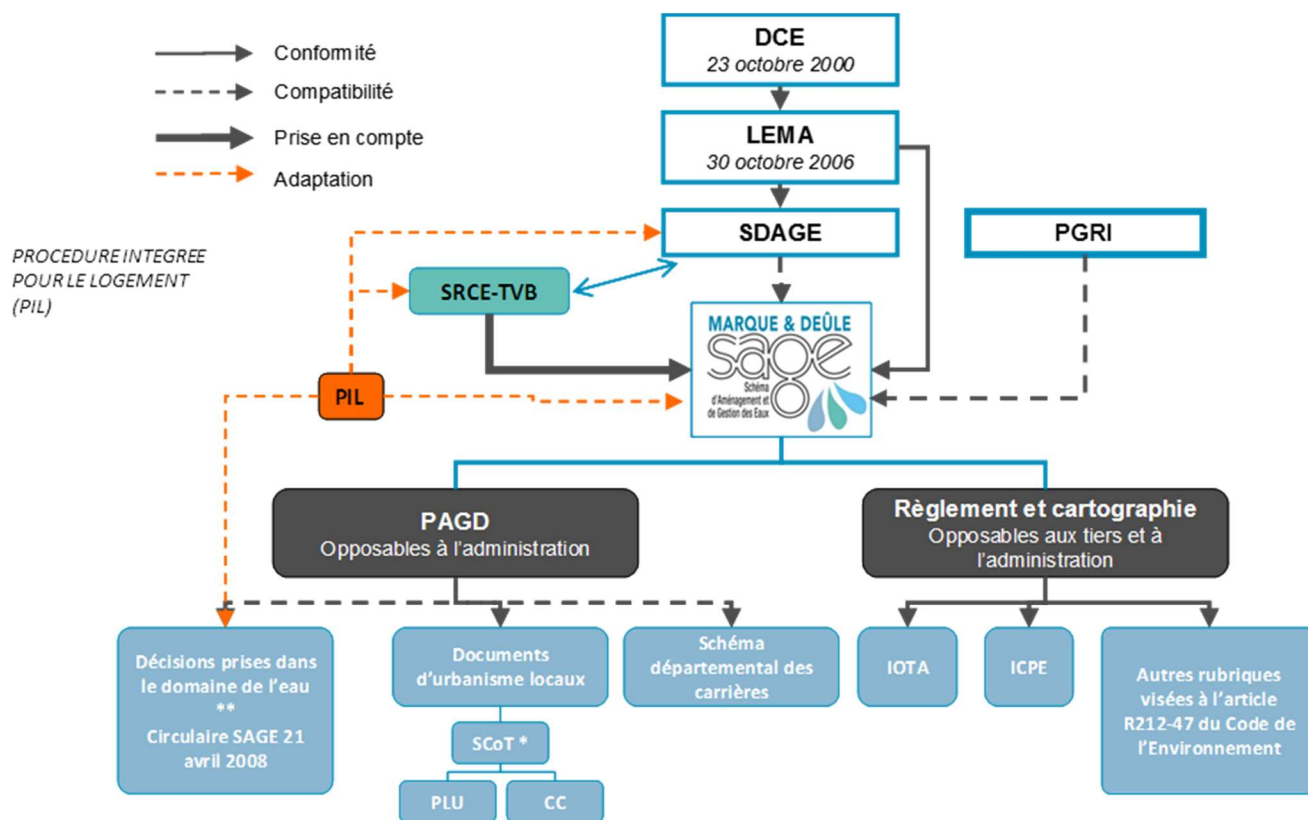 Conformité
Compatibilité
Prise en compte
Adaptation
DCE
23 octobre 2000
LEMA
30 octobre 2006
SDAGE
PGRI
PROCEDURE INTEGREE
POUR LE LOGEMENT
(PIL)
SRCE-TVB
MARQUE & DEÛLE
sage
Schéma
d'Aménagement et
de Gestion des Eaux
PIL
PAGD
Opposables à l'administration
Règlement et cartographie
Opposables aux tiers et à
l'administration
Décisions prises dans
le domaine de l'eau
**
Circulaire SAGE 21
avril 2008
Documents
d'urbanisme locaux
SCoT *
PLU
CC
Schéma
départemental des
carrières
IOTA
ICPE
Autres rubriques
visées à l'article
R212-47 du Code de
l'Environnement